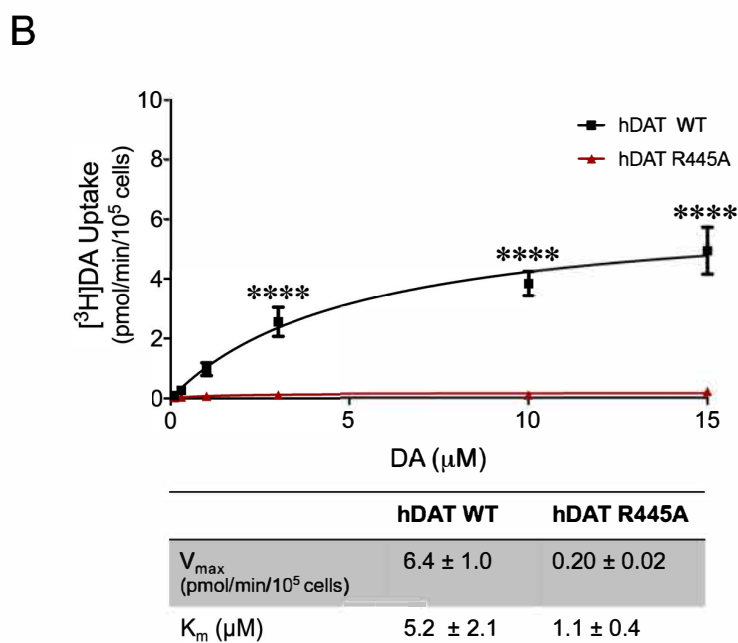 B
10
8
6
4
2
0
[³H]DA Uptake
(pmol/min/10⁵ cells)
hDAT WT
hDAT R445A
****
****
****
0
5
10
15
DA (μM)
hDAT WT hDAT R445A
Vmax 6.4 ± 1.0 0.20 ± 0.02
(pmol/min/10⁵ cells)
Km (μM) 5.2 ± 2.1 1.1 ± 0.4